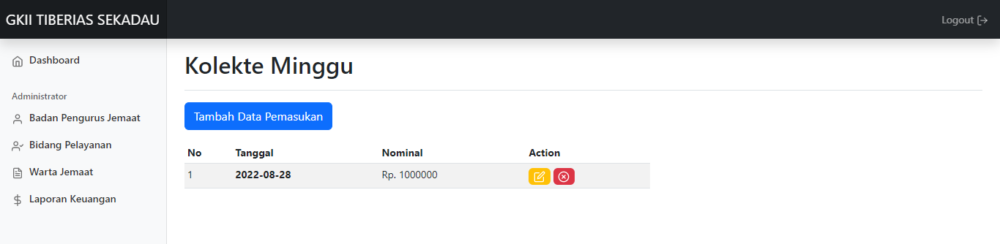 GKII TIBERIAS SEKADAU
Logout
Dashboard
Administrator
Badan Pengurus Jemaat
Bidang Pelayanan
Warta Jemaat
Laporan Keuangan
Kolekte Minggu
Tambah Data Pemasukan
No Tanggal Nominal Action
1 2022-08-28 Rp. 1000000